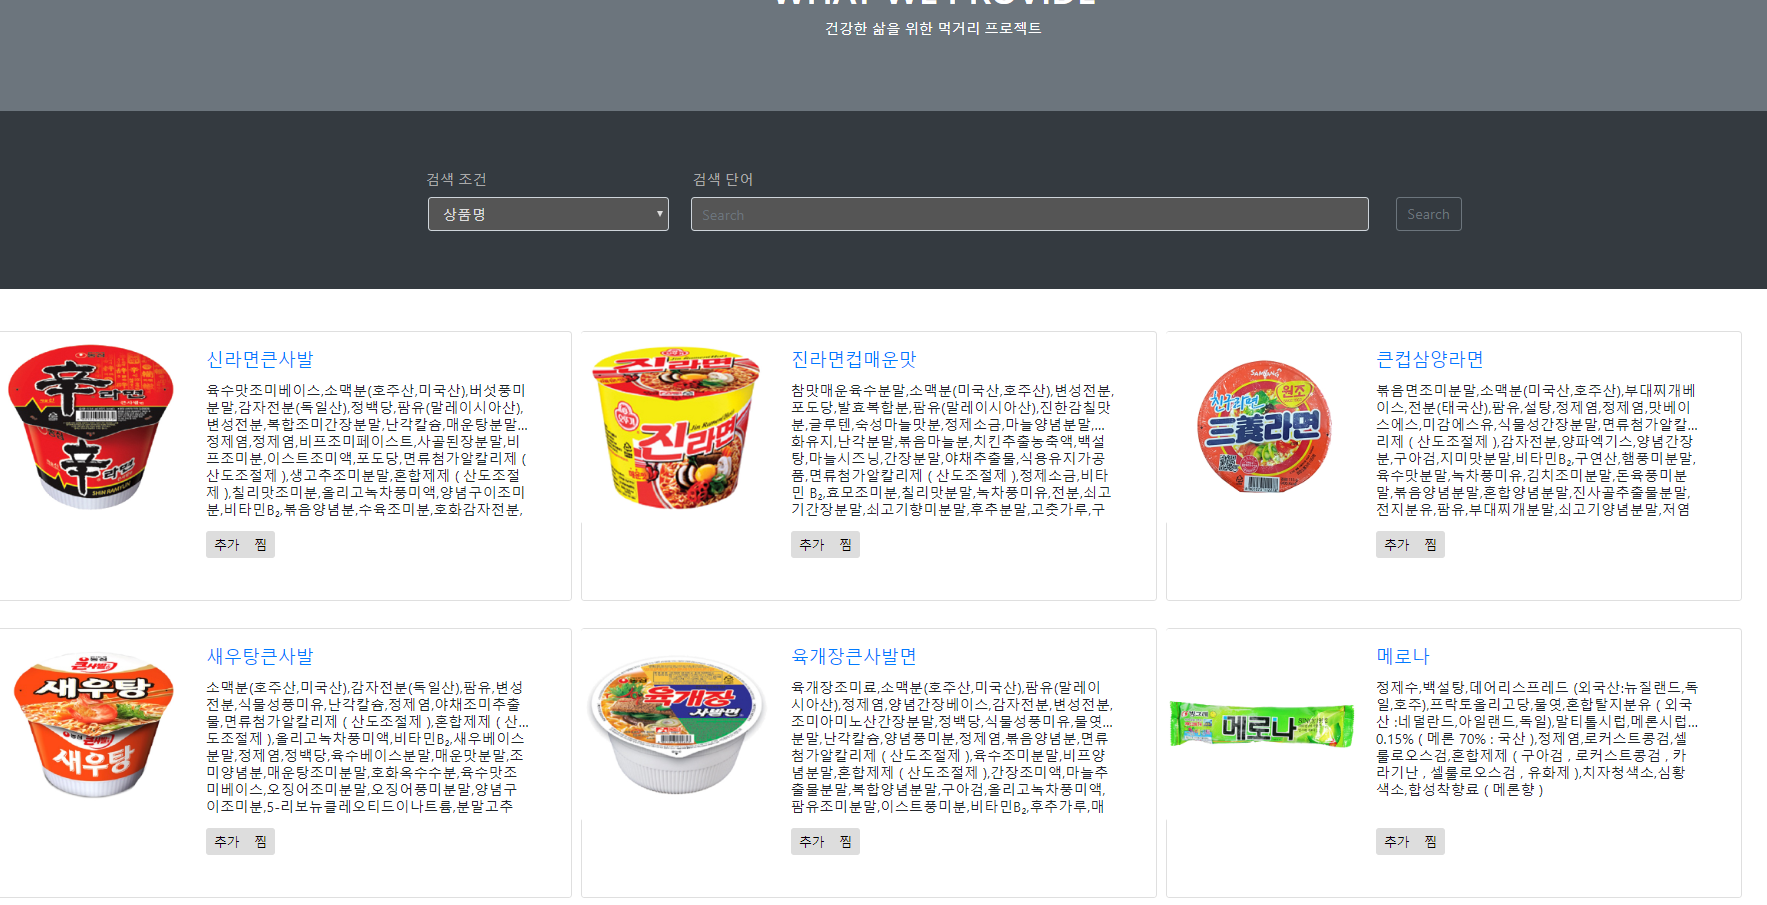 WHAT WE PROVIDE
건강한 삶을 위한 먹거리 프로젝트
검색 조건
검색 단어
상품명
Search
Search
신라면큰사발
육수맛조미베이스,소맥분(호주산,미국산),버섯풍미
분말,감자전분(독일산),정백당,팜유(말레이시아산),
변성전분,복합조미간장분말,난각칼슘,매운탕분말...
정제염,정제염,비프조미페이스트,사골된장분말,비
프조미분,이스트조미액,포도당,면류첨가알칼리제 (
산도조절제 ),생고추조미분말,혼합제제 ( 산도조절
제 ),칠리맛조미분,올리고녹차풍미액,양념구이조미
분,비타민B₂,볶음양념분,수육조미분,호화감자전분,
추가 찜
진라면컵매운맛
참맛매운육수분말,소맥분(미국산,호주산),변성전분,
포도당,발효복합분,팜유(말레이시아산),진한감칠맛
분,글루텐,숙성마늘맛분,정제소금,마늘양념분말,...
화유지,난각분말,볶음마늘분,치킨추출농축액,백설
탕,마늘시즈닝,간장분말,야채추출물,식용유지가공
품,면류첨가알칼리제 ( 산도조절제 ),정제소금,비타
민 B₂,효모조미분,칠리맛분말,녹차풍미유,전분,쇠고
기간장분말,쇠고기향미분말,후추분말,고춧가루,구
추가 찜
큰컵삼양라면
볶음면조미분말,소맥분(미국산,호주산),부대찌개베
이스,전분(태국산),팜유,설탕,정제염,정제염,맛베이
스에스,미감에스유,식물성간장분말,면류첨가알칼...
리제 ( 산도조절제 ),감자전분,양파엑기스,양념간장
분,구아검,지미맛분말,비타민B₂,구연산,햄풍미분말,
육수맛분말,녹차풍미유,김치조미분말,돈육풍미분
말,볶음양념분말,혼합양념분말,진사골추출물분말,
전지분유,팜유,부대찌개분말,쇠고기양념분말,저염
추가 찜
새우탕큰사발
소맥분(호주산,미국산),감자전분(독일산),팜유,변성
전분,식물성풍미유,난각칼슘,정제염,야채조미추출
물,면류첨가알칼리제 ( 산도조절제 ),혼합제제 ( 산...
도조절제 ),올리고녹차풍미액,비타민B₂,새우베이스
분말,정제염,정백당,육수베이스분말,매운맛분말,조
미양념분,매운탕조미분말,호화옥수수분,육수맛조
미베이스,오징어조미분말,오징어풍미분말,양념구
이조미분,5-리보뉴클레오티드이나트륨,분말고추
추가 찜
육개장큰사발면
육개장조미료,소맥분(호주산,미국산),팜유(말레이
시아산),정제염,양념간장베이스,감자전분,변성전분,
조미아미노산간장분말,정백당,식물성풍미유,물엿...
분말,난각칼슘,양념풍미분,정제염,볶음양념분,면류
첨가알칼리제 ( 산도조절제 ),육수조미분말,비프양
념분말,혼합제제 ( 산도조절제 ),간장조미액,마늘추
출물분말,복합양념분말,구아검,올리고녹차풍미액,
팜유조미분말,이스트풍미분,비타민B₂,후추가루,매
추가 찜
메로나
정제수,백설탕,데어리스프레드 (외국산:뉴질랜드,독
일,호주),프락토올리고당,물엿,혼합탈지분유 ( 외국
산 :네덜란드,아일랜드,독일),말티톨시럽,메론시럽...
0.15% ( 메론 70% : 국산 ),정제염,로커스트콩검,셀
룰로오스검,혼합제제 ( 구아검 , 로커스트콩검 , 카
라기난 , 셀룰로오스검 , 유화제 ),치자청색소,심황
색소,합성착향료 ( 메론향 )
추가 찜
辛라면
진라면
Jin Ramen
SAMYANG
원조
친구라면
三養라면
큰사발
새우탕
새우탕
육개장
사발면
메로나